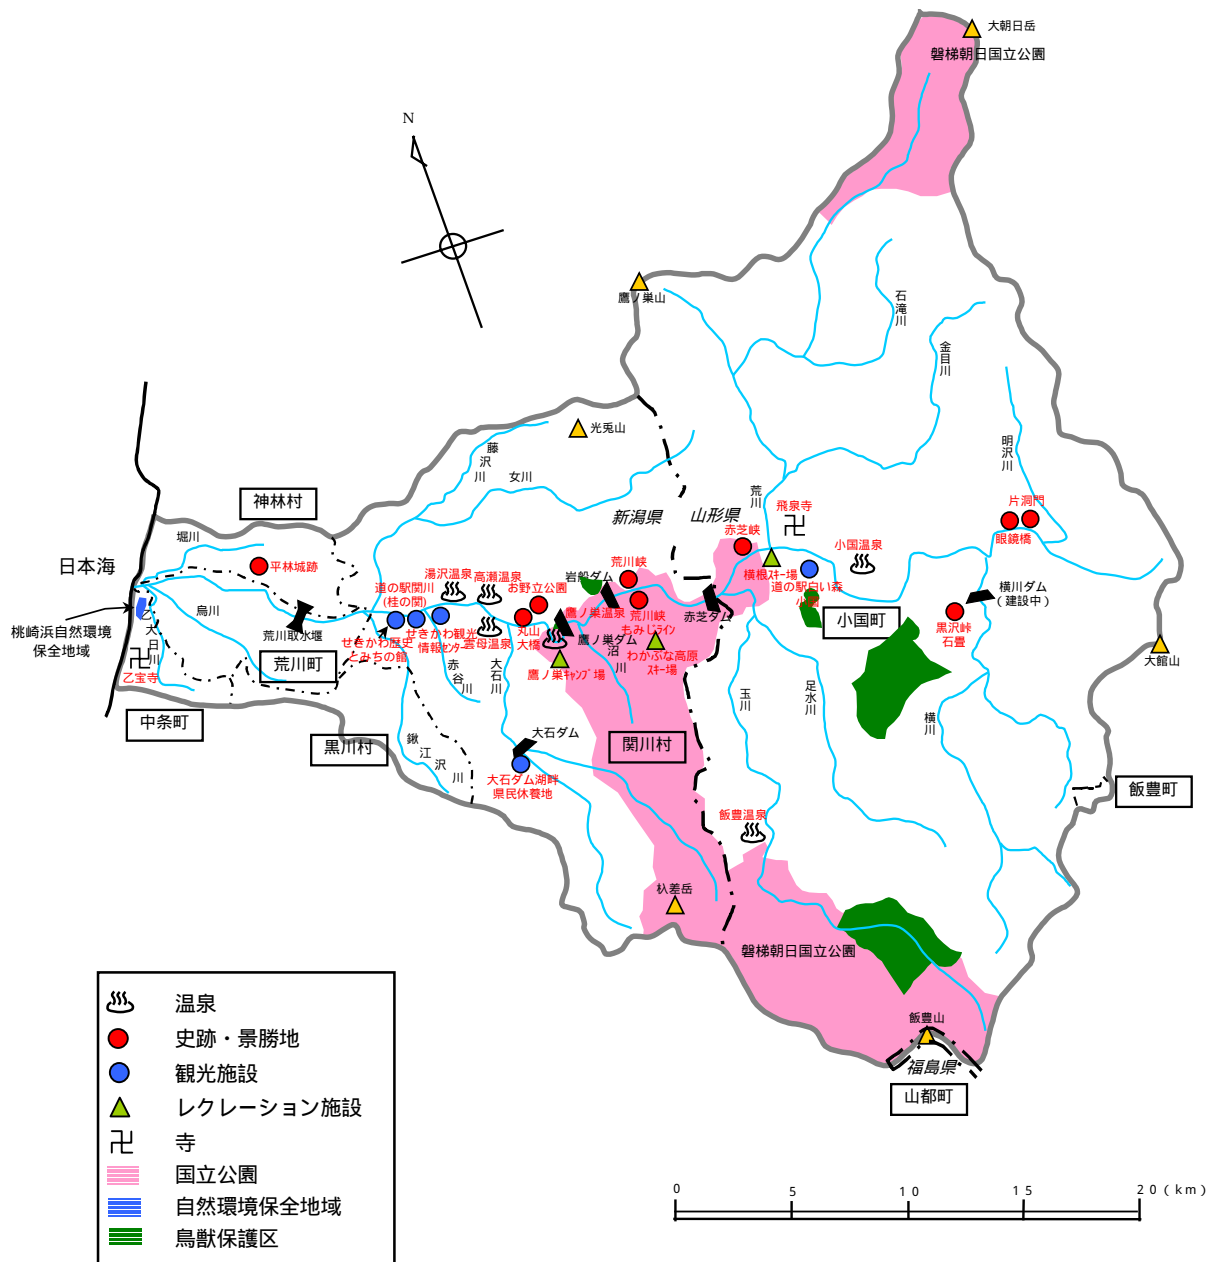 大朝日岳
磐梯朝日国立公園
N
鷹ノ巣山
石滝川
金目川
光兎山
藤沢川
女川
明沢川
荒川
飛泉寺
片洞門
眼鏡橋
神林村
新潟県
山形県
赤芝峡
小国温泉
堀川
日本海
平林城跡
湯沢温泉
高瀬温泉
岩船ダム
荒川峡
横根スキー場
道の駅白い森
小国
横川ダム
(建設中)
道の駅関川
(桂の関)
お野立公園
鷹ノ巣温泉
荒川峡
もみじライン
赤芝ダム
小国町
黒沢峠
石畳
桃崎浜自然環境
保全地域
乙大日川
烏川
荒川取水堰
せきかわ歴史
とみちの館
せきかわ観光
情報センター
雲母温泉
丸山
大橋
鷹ノ巣ダム
わかぶな高原
スキー場
大館山
乙宝寺
荒川町
赤谷川
大石川
鷹ノ巣キャンプ場
沼川
玉川
足水川
横川
中条町
黒川村
鍬江沢川
大石ダム
関川村
大石ダム湖畔
県民休養地
飯豊町
飯豊温泉
杁差岳
磐梯朝日国立公園
飯豊山
福島県
山都町
温泉
史跡・景勝地
観光施設
レクレーション施設
寺
国立公園
自然環境保全地域
鳥獣保護区
0 5 10 15 20(km)